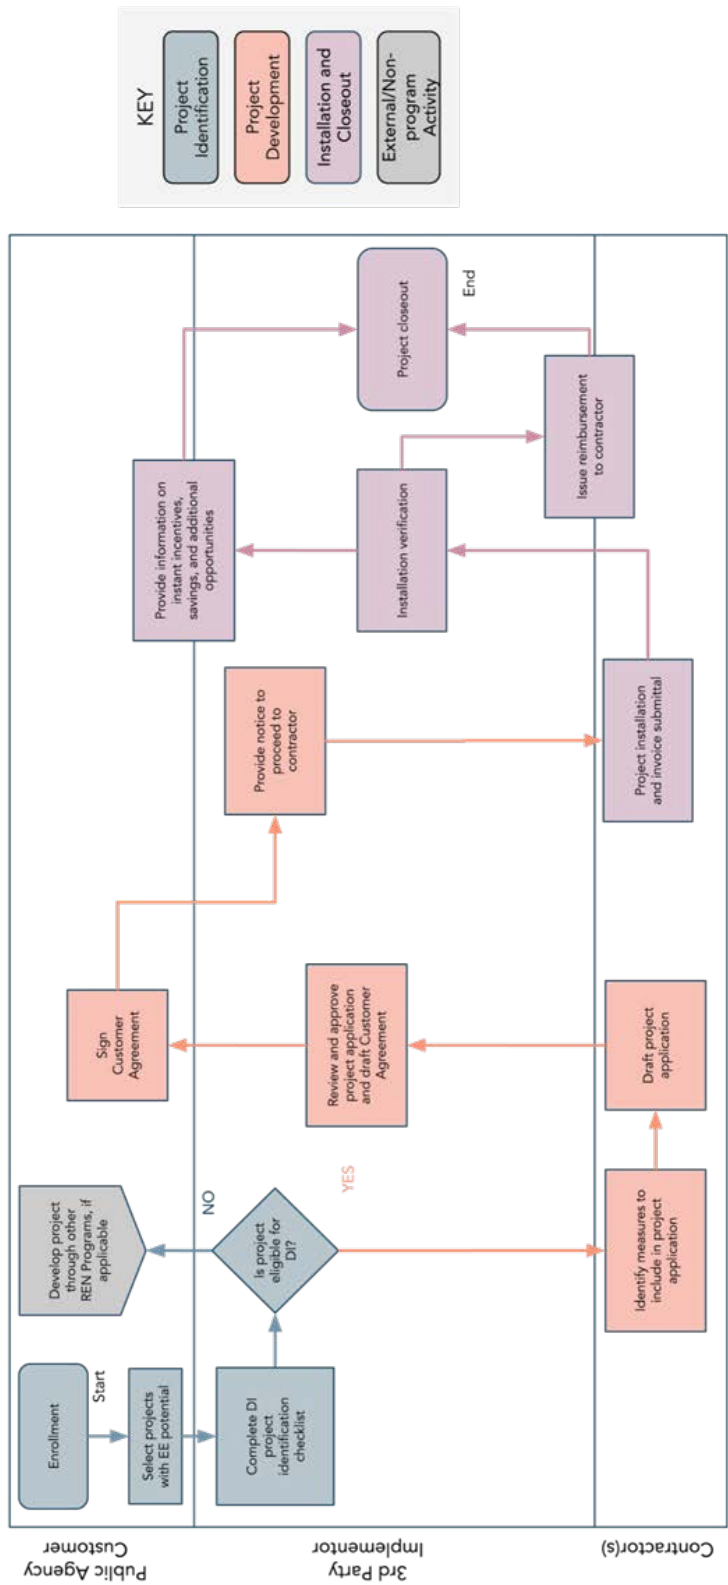 Public Agency
Customer
Enrollment
Start
Select projects
with EE potential
Develop project
through other
REN Programs, if
applicable
NO
Sign
Customer
Agreement
Provide information on
instant incentives,
savings, and additional
opportunities
3rd Party
Implementor
Complete DI
project
identification
checklist
Is project
eligible for
DI?
YES
Review and approve
project application
and draft Customer
Agreement
Provide notice to
proceed to
contractor
Installation verification
Project closeout
End
Contractor(s)
Identify measures to
include in project
application
Draft project
application
Project installation
and invoice submittal
Issue reimbursement
to contractor
KEY
Project
Identification
Project
Development
Installation and
Closeout
External/Non-
program
Activity